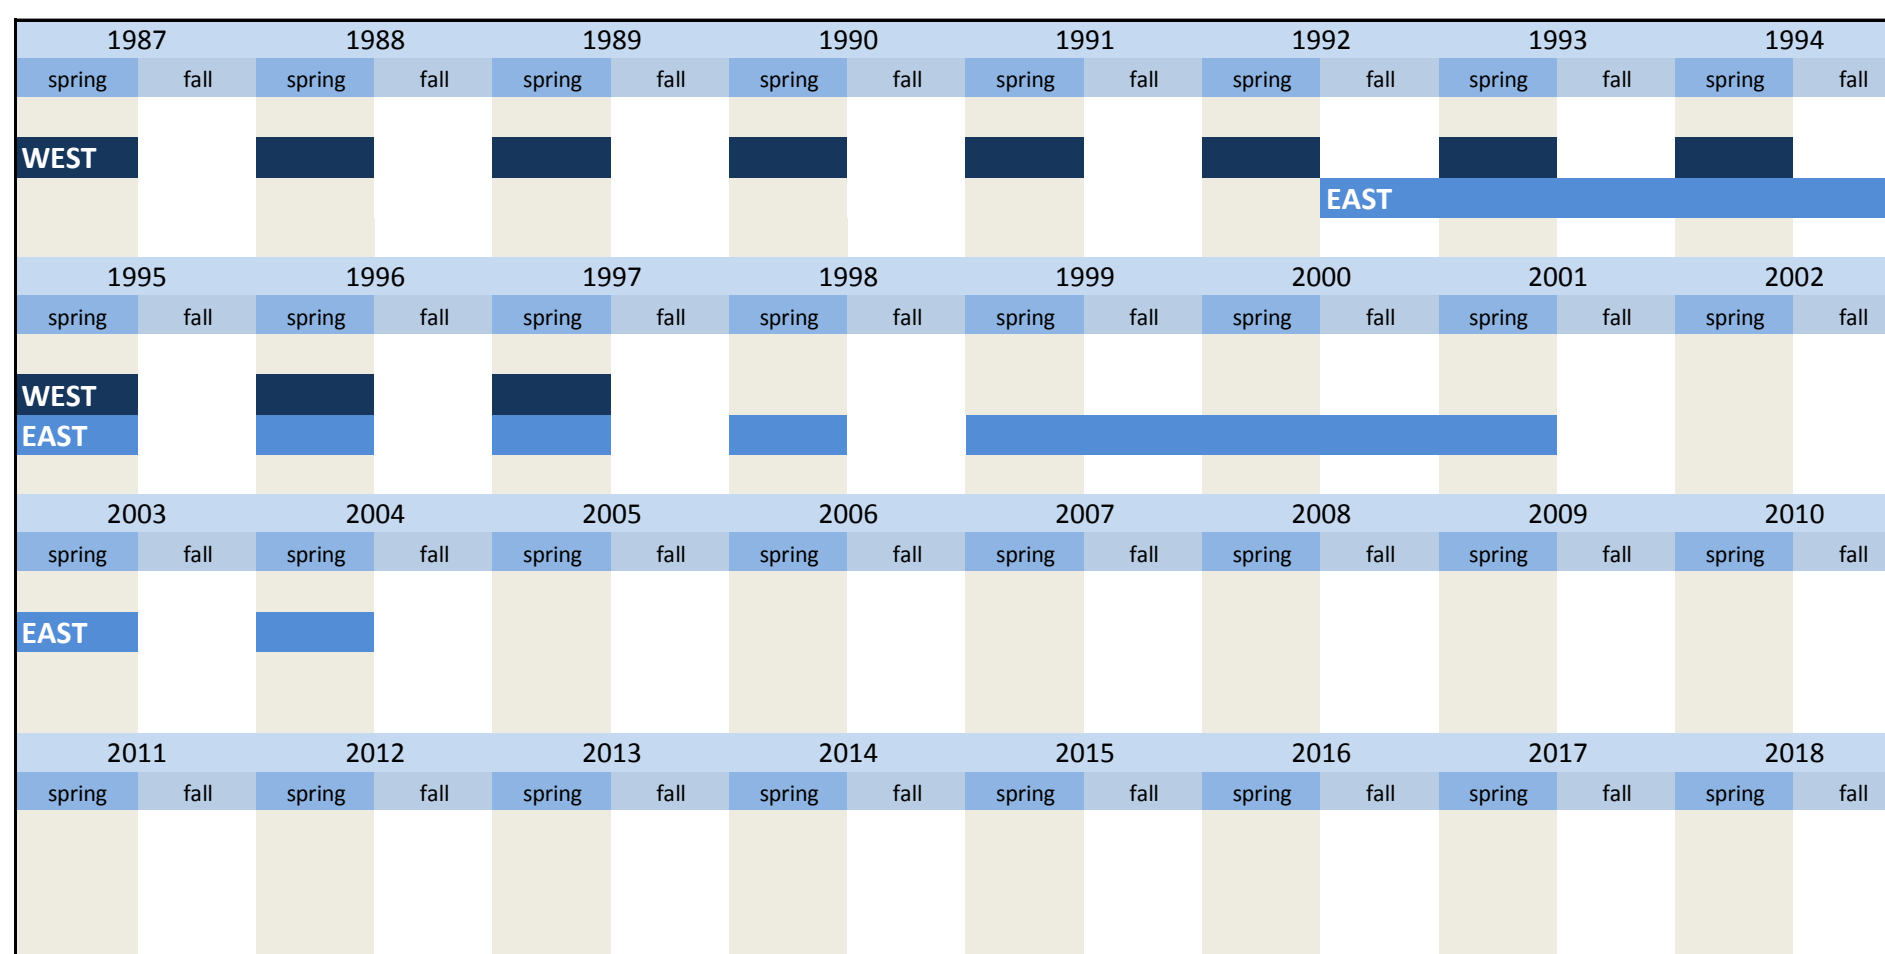 1987 1988 1989 1990 1991 1992 1993 1994
spring fall spring fall spring fall spring fall spring fall spring fall spring fall spring fall
WEST
EAST
1995 1996 1997 1998 1999 2000 2001 2002
spring fall spring fall spring fall spring fall spring fall spring fall spring fall spring fall
WEST
EAST
2003 2004 2005 2006 2007 2008 2009 2010
spring fall spring fall spring fall spring fall spring fall spring fall spring fall spring fall
EAST
2011 2012 2013 2014 2015 2016 2017 2018
spring fall spring fall spring fall spring fall spring fall spring fall spring fall spring fall